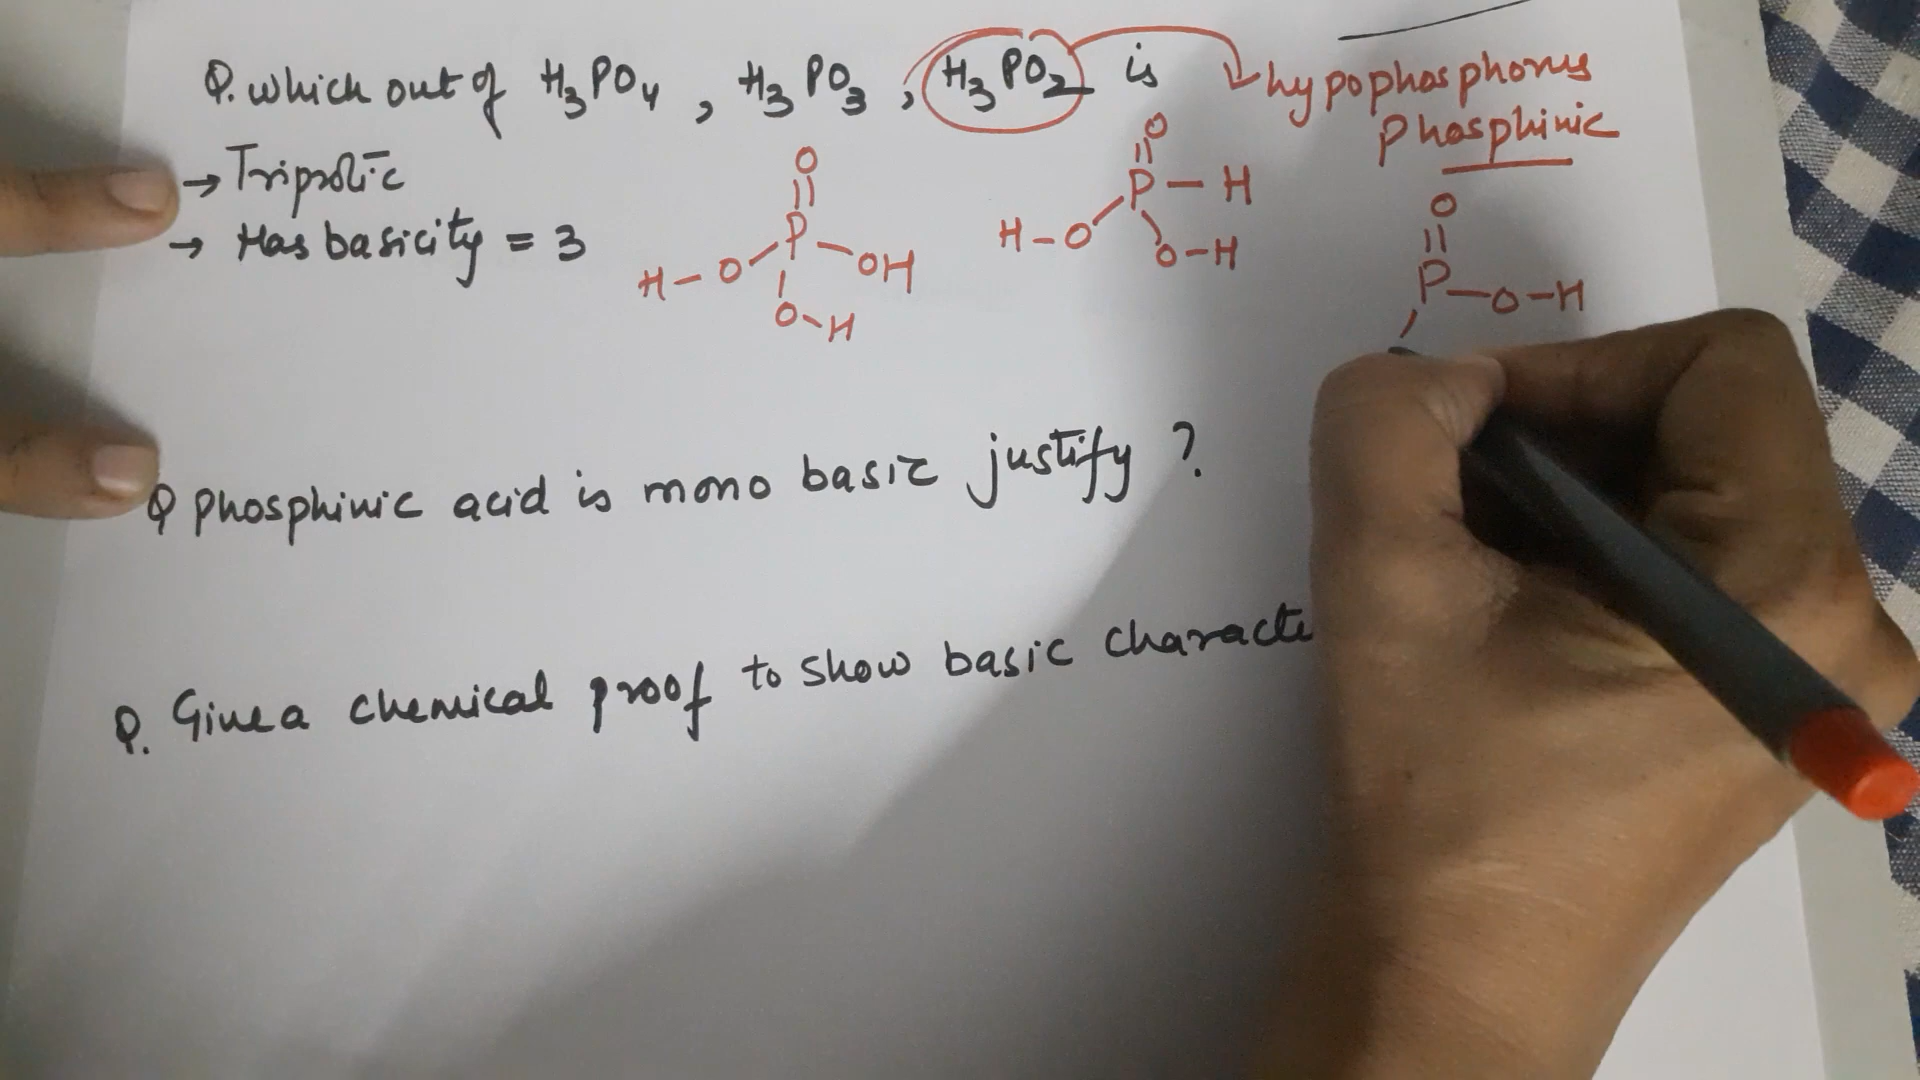 Q. which out of H3PO4, H3PO3, H3PO2 is
hypophosphorus
Phosphinic
→ Triprotic
→ Has basicity = 3
O
P
H-O
OH
O-H
O
P-H
H-O
O-H
O
P-O-H
Q Phosphinic acid is mono basic justify?
Q. Give a chemical proof to show basic characte